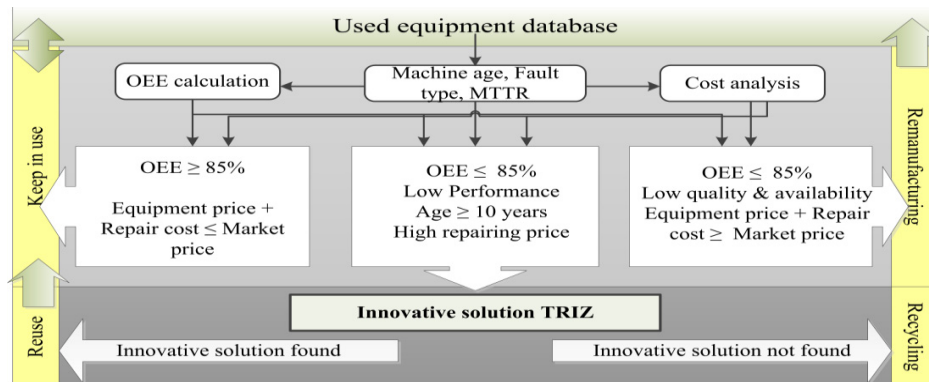 Used equipment database
OEE calculation
Machine age, Fault
type, MTTR
Cost analysis
Keep in use
OEE ≥ 85%
Equipment price +
Repair cost ≤ Market
price
OEE ≤ 85%
Low Performance
Age ≥ 10 years
High repairing price
OEE ≤ 85%
Low quality & availability
Equipment price + Repair
cost ≥ Market price
Remanufacturing
Innovative solution TRIZ
Reuse
Innovative solution found
Innovative solution not found
Recycling